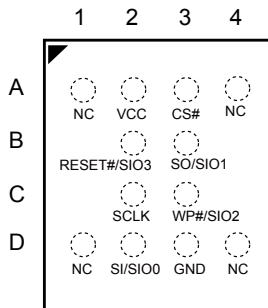 1 2 3 4
A
NC VCC CS# NC
B
RESET#/SIO3 SO/SIO1
C
SCLK WP#/SIO2
D
NC SI/SIO0 GND NC